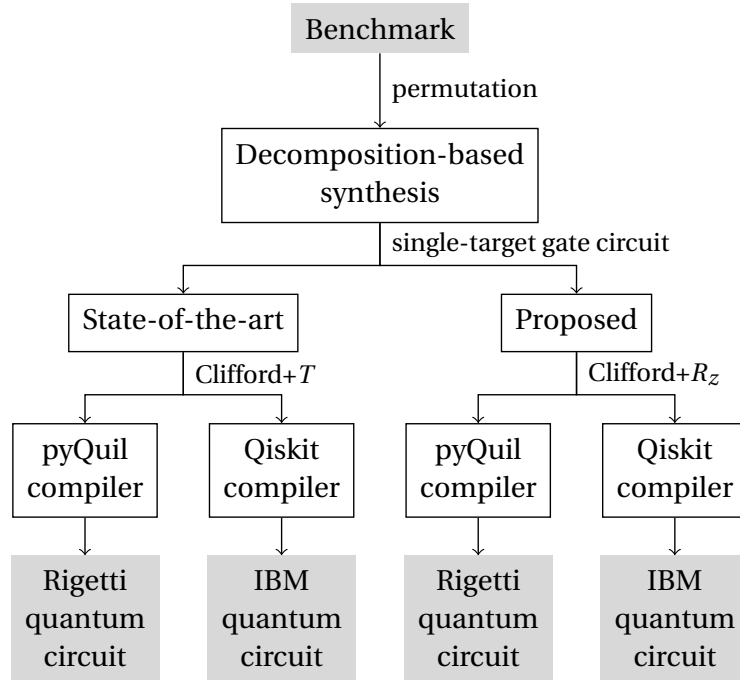 Benchmark
permutation
Decomposition-based
synthesis
single-target gate circuit
State-of-the-art
Proposed
Clifford+T
Clifford+R_z
pyQuil
compiler
Qiskit
compiler
pyQuil
compiler
Qiskit
compiler
Rigetti
quantum
circuit
IBM
quantum
circuit
Rigetti
quantum
circuit
IBM
quantum
circuit